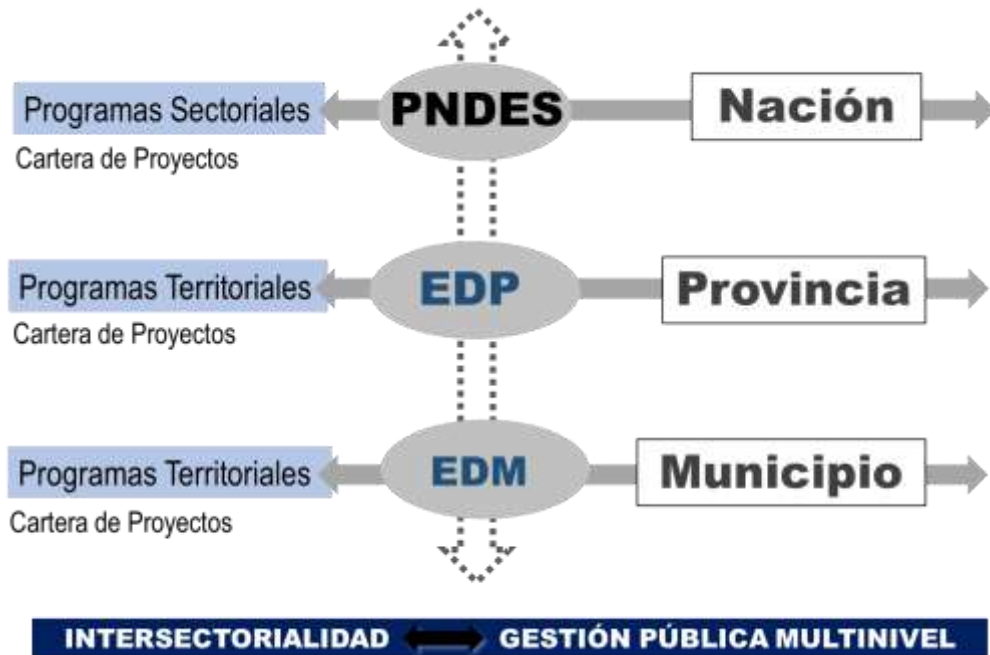 Programas Sectoriales
PNDES
Nación
Cartera de Proyectos
Programas Territoriales
EDP
Provincia
Cartera de Proyectos
Programas Territoriales
EDM
Municipio
Cartera de Proyectos
INTERSECTORIALIDAD GESTIÓN PÚBLICA MULTINIVEL